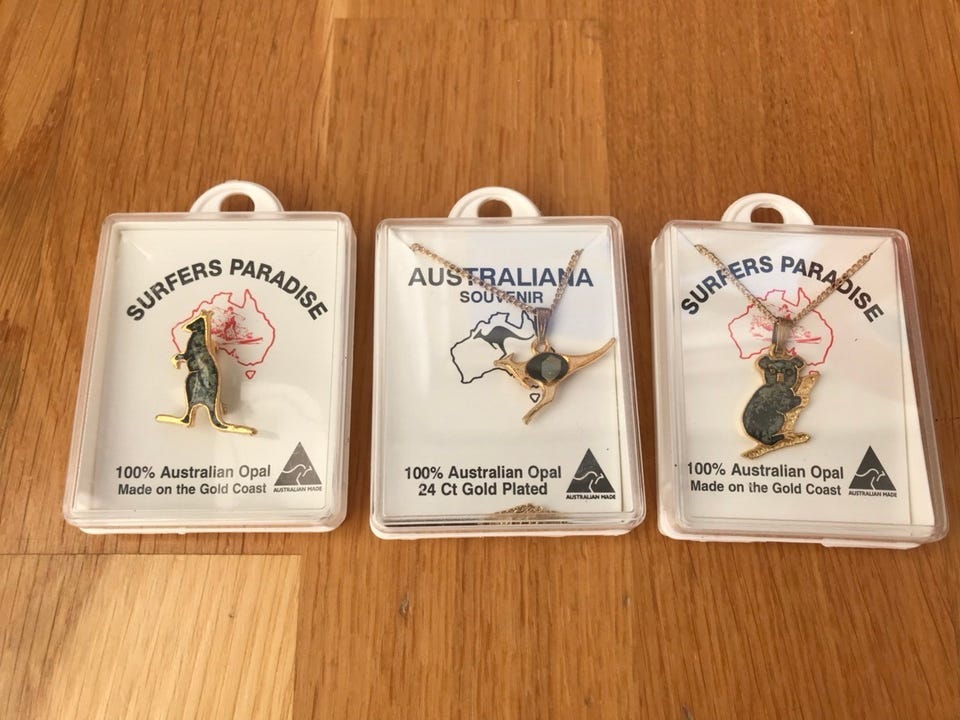 SURFERS PARADISE
100% Australian Opal
Made on the Gold Coast
AUSTRALIAN MADE
AUSTRALIANA
SOUVENIR
100% Australian Opal
24 Ct Gold Plated
AUSTRALIAN MADE
SURFERS PARADISE
100% Australian Opal
Made on the Gold Coast
AUSTRALIAN MADE